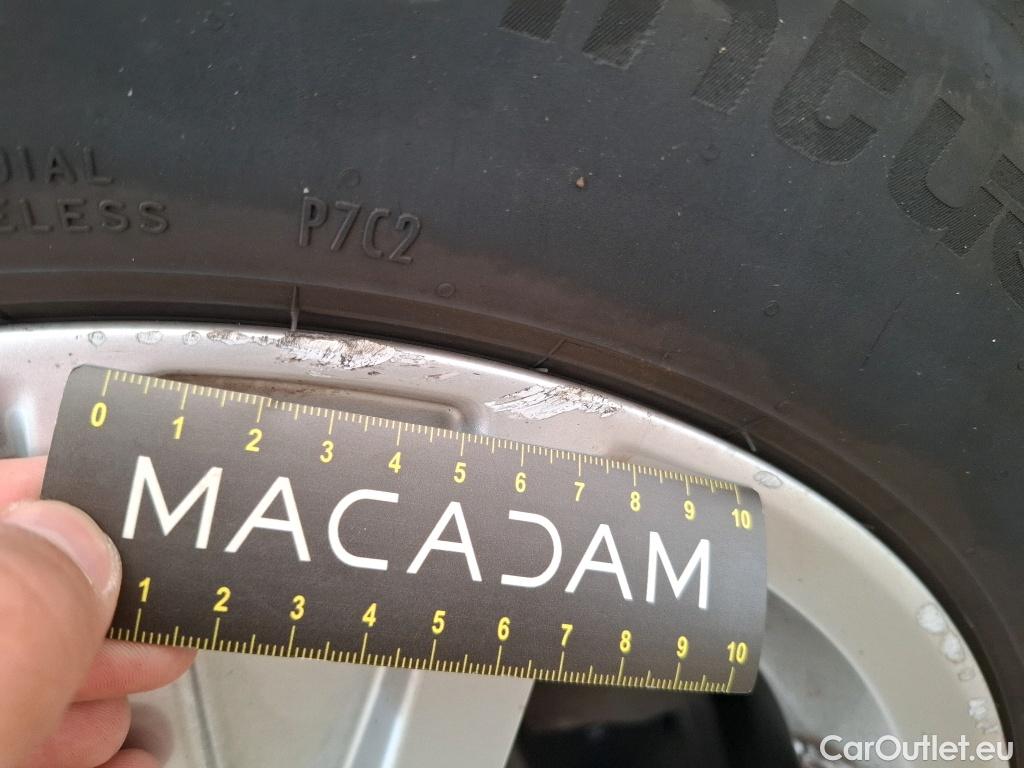 DIAL
ELESS
P7C2
0 1 2 3 4 5 6 7 8 9 10
MACADAM
1 2 3 4 5 6 7 8 9 10
CarOutlet.eu